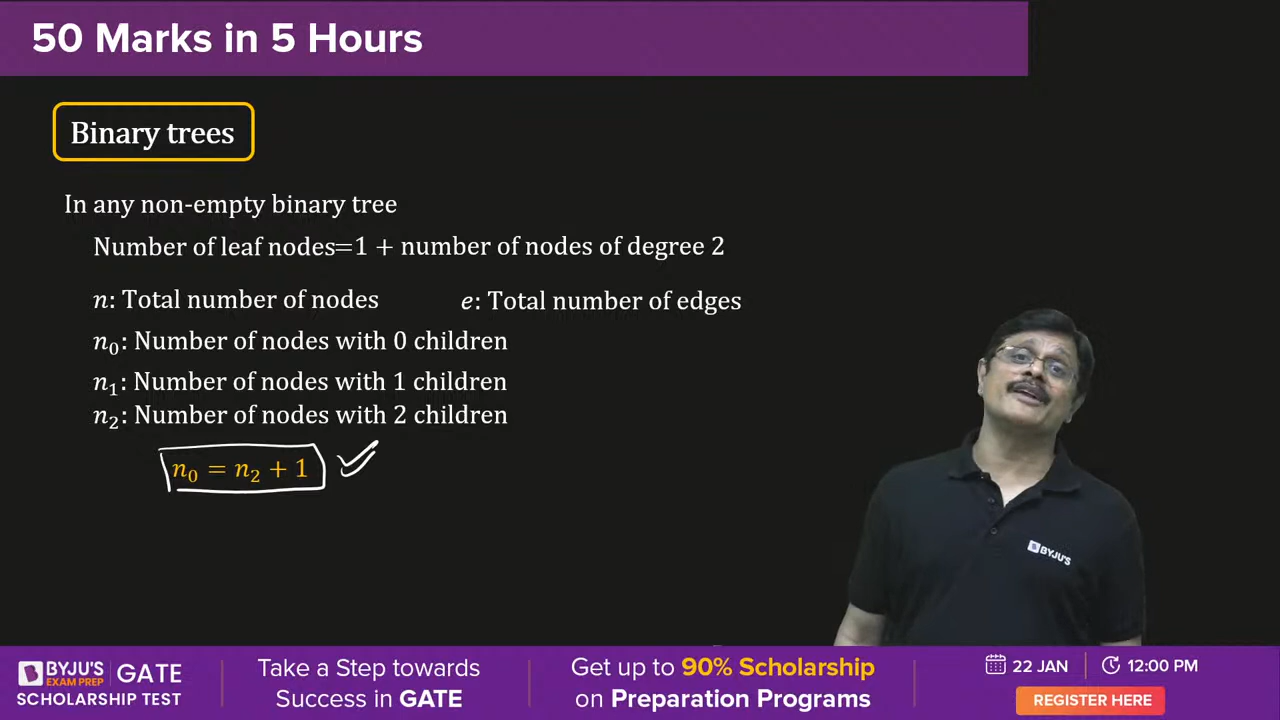 50 Marks in 5 Hours
Binary trees
In any non-empty binary tree
Number of leaf nodes=1 + number of nodes of degree 2
n: Total number of nodes
e: Total number of edges
n₀: Number of nodes with 0 children
n₁: Number of nodes with 1 children
n₂: Number of nodes with 2 children
n₀ = n₂ + 1
BYJU'S
BYJU'S EXAM PREP GATE
SCHOLARSHIP TEST
Take a Step towards
Success in GATE
Get up to 90% Scholarship
on Preparation Programs
22 JAN 12:00 PM
REGISTER HERE